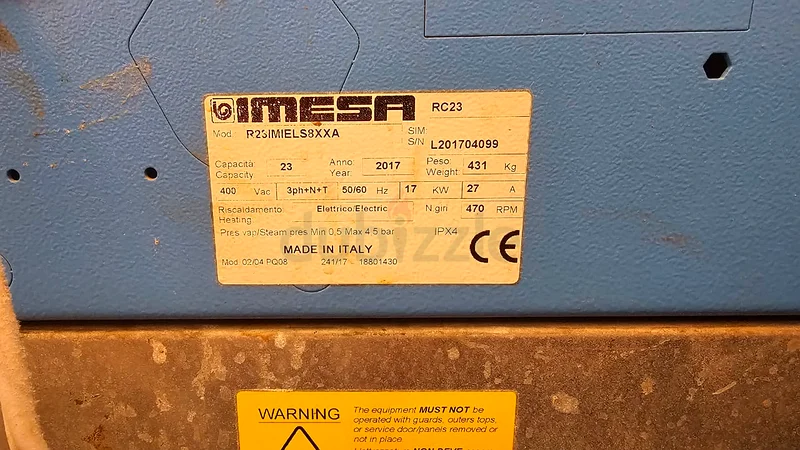 IMESA RC23
Mod. R23IMIELS8XXA SIM
S/N L201704099
Capacità: Anno: Peso:
Capacity 23 Year: 2017 Weight 431 Kg
400 Vac 3ph+N+T 50/60 Hz 17 KW 27 A
Riscaldamento Elettrico/Electric N giri 470 RPM
Heating
Pres vap/Steam pres Min 0,5 Max 4,5 bar IPX4
MADE IN ITALY CE
Mod. 02/04 PQ08 241/17 - 18801430
dubizzle
WARNING The equipment MUST NOT be
operated with guards, outers, tops,
or service door/panels removed or
not in place
NON DEVE